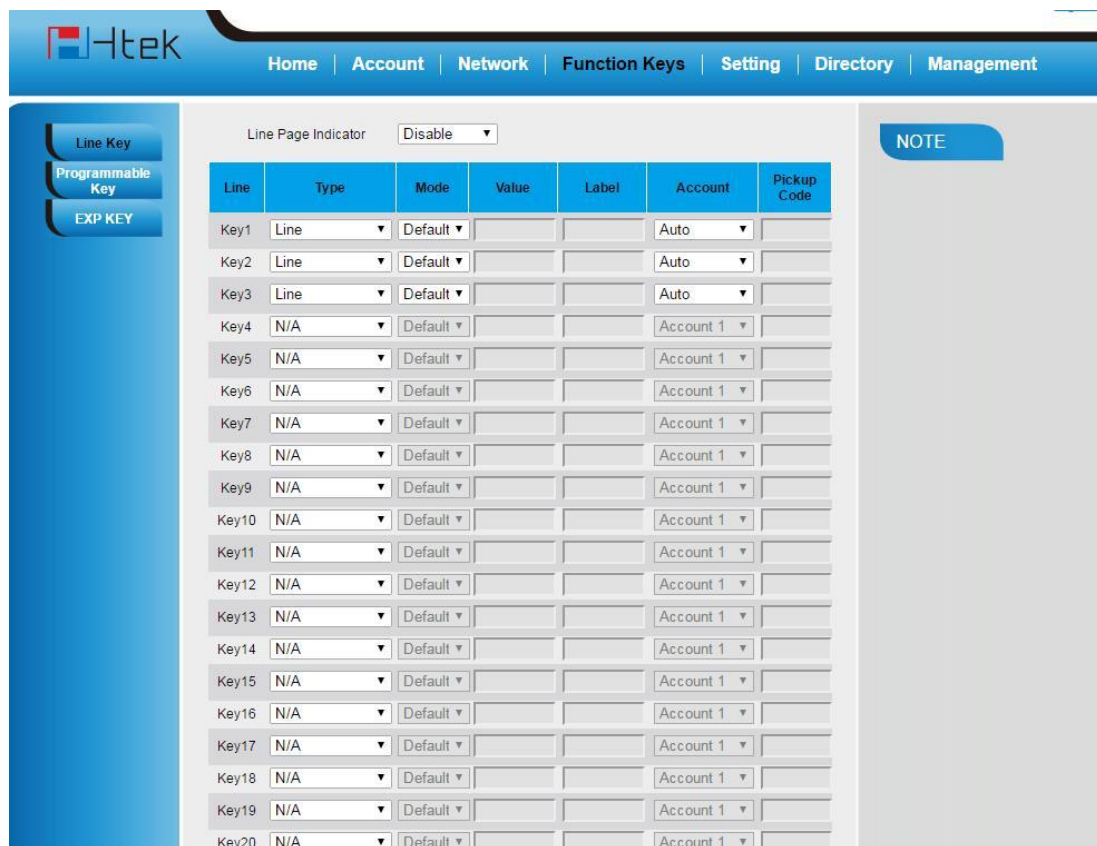 Htek
Home | Account | Network | Function Keys | Setting | Directory | Management
Line Key
Programmable
Key
EXP KEY
Line Page Indicator Disable
NOTE
Line Type Mode Value Label Account Pickup Code
Key1 Line Default Auto
Key2 Line Default Auto
Key3 Line Default Auto
Key4 N/A Default Account 1
Key5 N/A Default Account 1
Key6 N/A Default Account 1
Key7 N/A Default Account 1
Key8 N/A Default Account 1
Key9 N/A Default Account 1
Key10 N/A Default Account 1
Key11 N/A Default Account 1
Key12 N/A Default Account 1
Key13 N/A Default Account 1
Key14 N/A Default Account 1
Key15 N/A Default Account 1
Key16 N/A Default Account 1
Key17 N/A Default Account 1
Key18 N/A Default Account 1
Key19 N/A Default Account 1
Key20 N/A Default Account 1